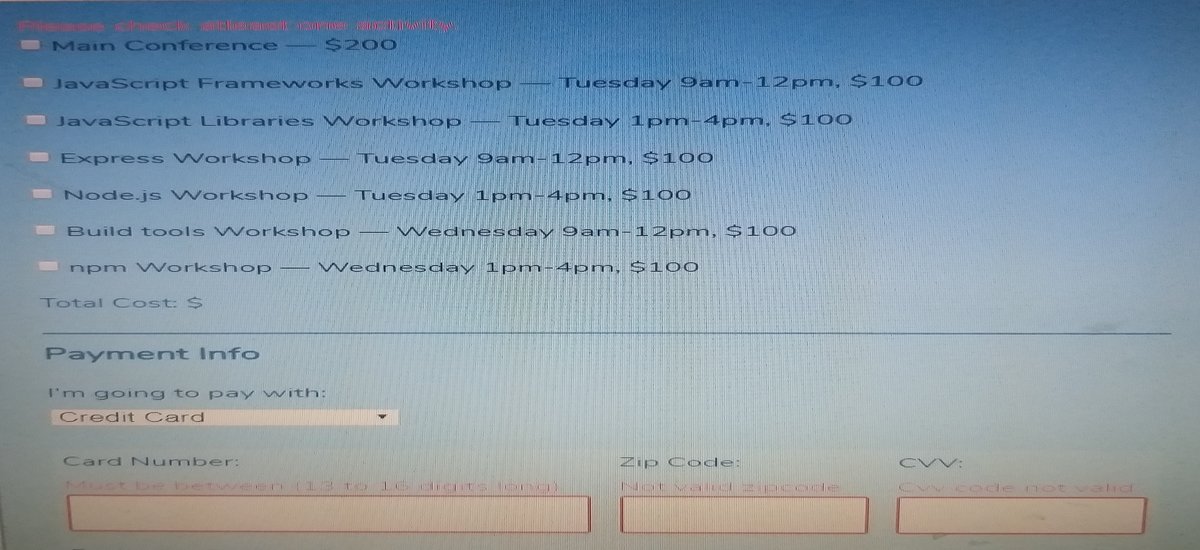 Please check atleast one activity.
Main Conference — $200
JavaScript Frameworks Workshop — Tuesday 9am-12pm, $100
JavaScript Libraries Workshop — Tuesday 1pm-4pm, $100
Express Workshop — Tuesday 9am-12pm, $100
Node.js Workshop — Tuesday 1pm-4pm, $100
Build tools Workshop — Wednesday 9am-12pm, $100
npm Workshop — Wednesday 1pm-4pm, $100
Total Cost: $
Payment Info
I'm going to pay with:
Credit Card
Card Number: Zip Code: CVV:
Must be between (13 to 16 digits long) Not valid zipcode Cvv code not valid